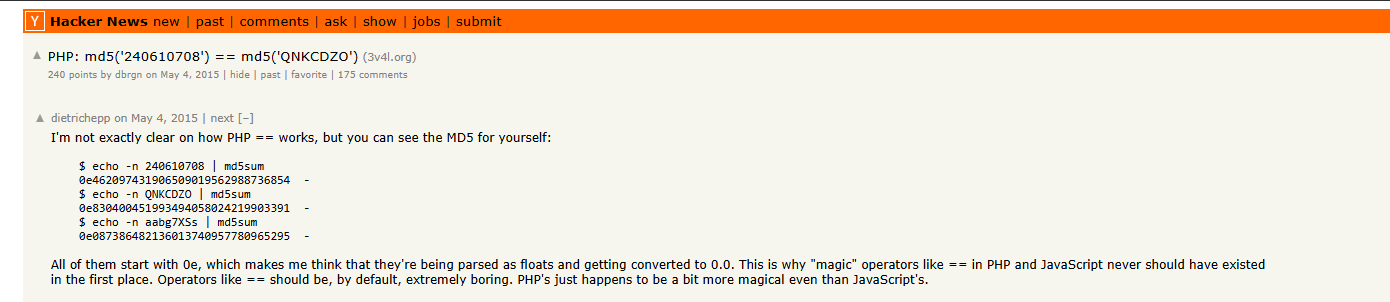 Y Hacker News new | past | comments | ask | show | jobs | submit
▲ PHP: md5('240610708') == md5('QNKCDZO') (3v4l.org)
240 points by dbrgn on May 4, 2015 | hide | past | favorite | 175 comments
▲ dietrichepp on May 4, 2015 | next [–]
I'm not exactly clear on how PHP == works, but you can see the MD5 for yourself:
$ echo -n 240610708 | md5sum
0e462097431906509019562988736854  -
$ echo -n QNKCDZO | md5sum
0e830400451993494058024219903391  -
$ echo -n aabg7XSs | md5sum
0e087386482136013740957780965295  -
All of them start with 0e, which makes me think that they're being parsed as floats and getting converted to 0.0. This is why "magic" operators like == in PHP and JavaScript never should have existed
in the first place. Operators like == should be, by default, extremely boring. PHP's just happens to be a bit more magical even than JavaScript's.